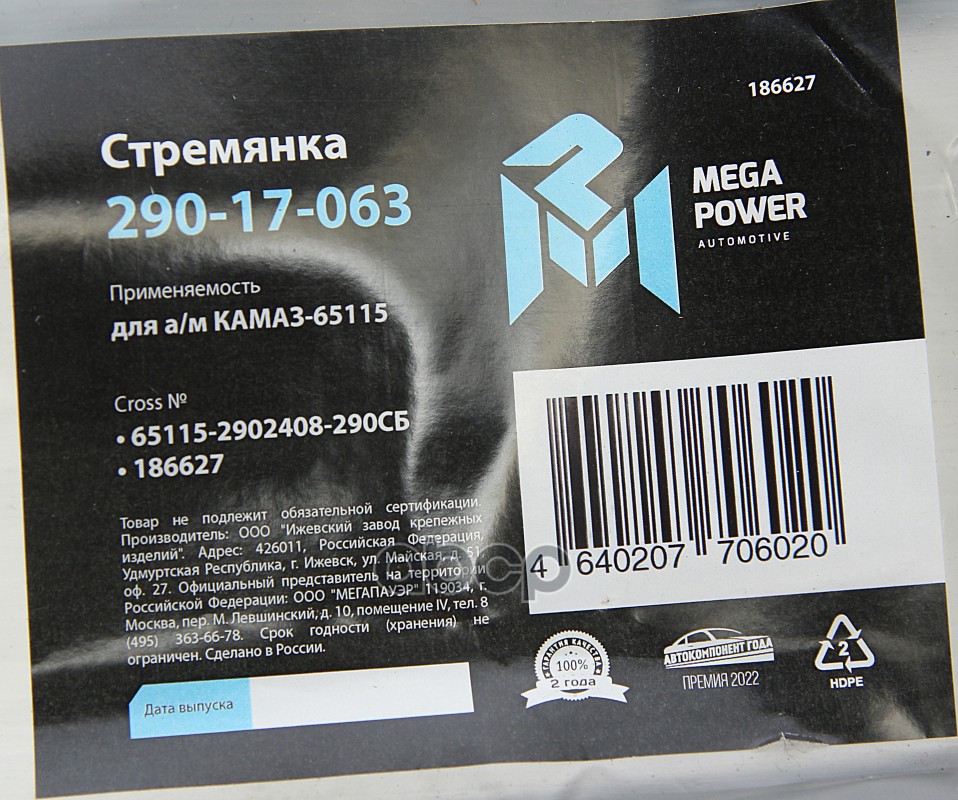 186627
Стремянка
290-17-063
MEGA
POWER
AUTOMOTIVE
Применяемость
для а/м КАМАЗ-65115
Cross №
• 65115-2902408-290СБ
• 186627
Товар не подлежит обязательной сертификации.
Производитель: ООО "Ижевский завод крепежных
изделий". Адрес: 426011, Российская Федерация,
Удмуртская Республика, г. Ижевск, ул. Майская, д. 51,
оф. 27. Официальный представитель на территории
Российской Федерации: ООО "МЕГАПАУЭР" 119034, г.
Москва, пер. М. Левшинский, д. 10, помещение IV, тел. 8
(495) 363-66-78. Срок годности (хранения) не
ограничен. Сделано в России.
Дата выпуска
4 640207 706020
ГАРАНТИЯ КАЧЕСТВА
100%
2 года
АВТОКОМПОНЕНТ ГОДА
ПРЕМИЯ 2022
2
HDPE